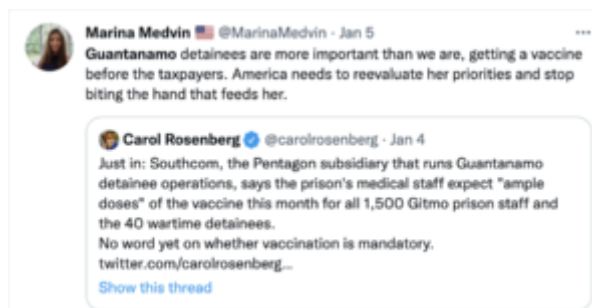 Marina Medvin 🇺🇸 @MarinaMedvin · Jan 5
Guantanamo detainees are more important than we are, getting a vaccine
before the taxpayers. America needs to reevaluate her priorities and stop
biting the hand that feeds her.
Carol Rosenberg @carolrosenberg · Jan 4
Just in: Southcom, the Pentagon subsidiary that runs Guantanamo
detainee operations, says the prison's medical staff expect "ample
doses" of the vaccine this month for all 1,500 Gitmo prison staff and
the 40 wartime detainees.
No word yet on whether vaccination is mandatory.
twitter.com/carolrosenberg...
Show this thread